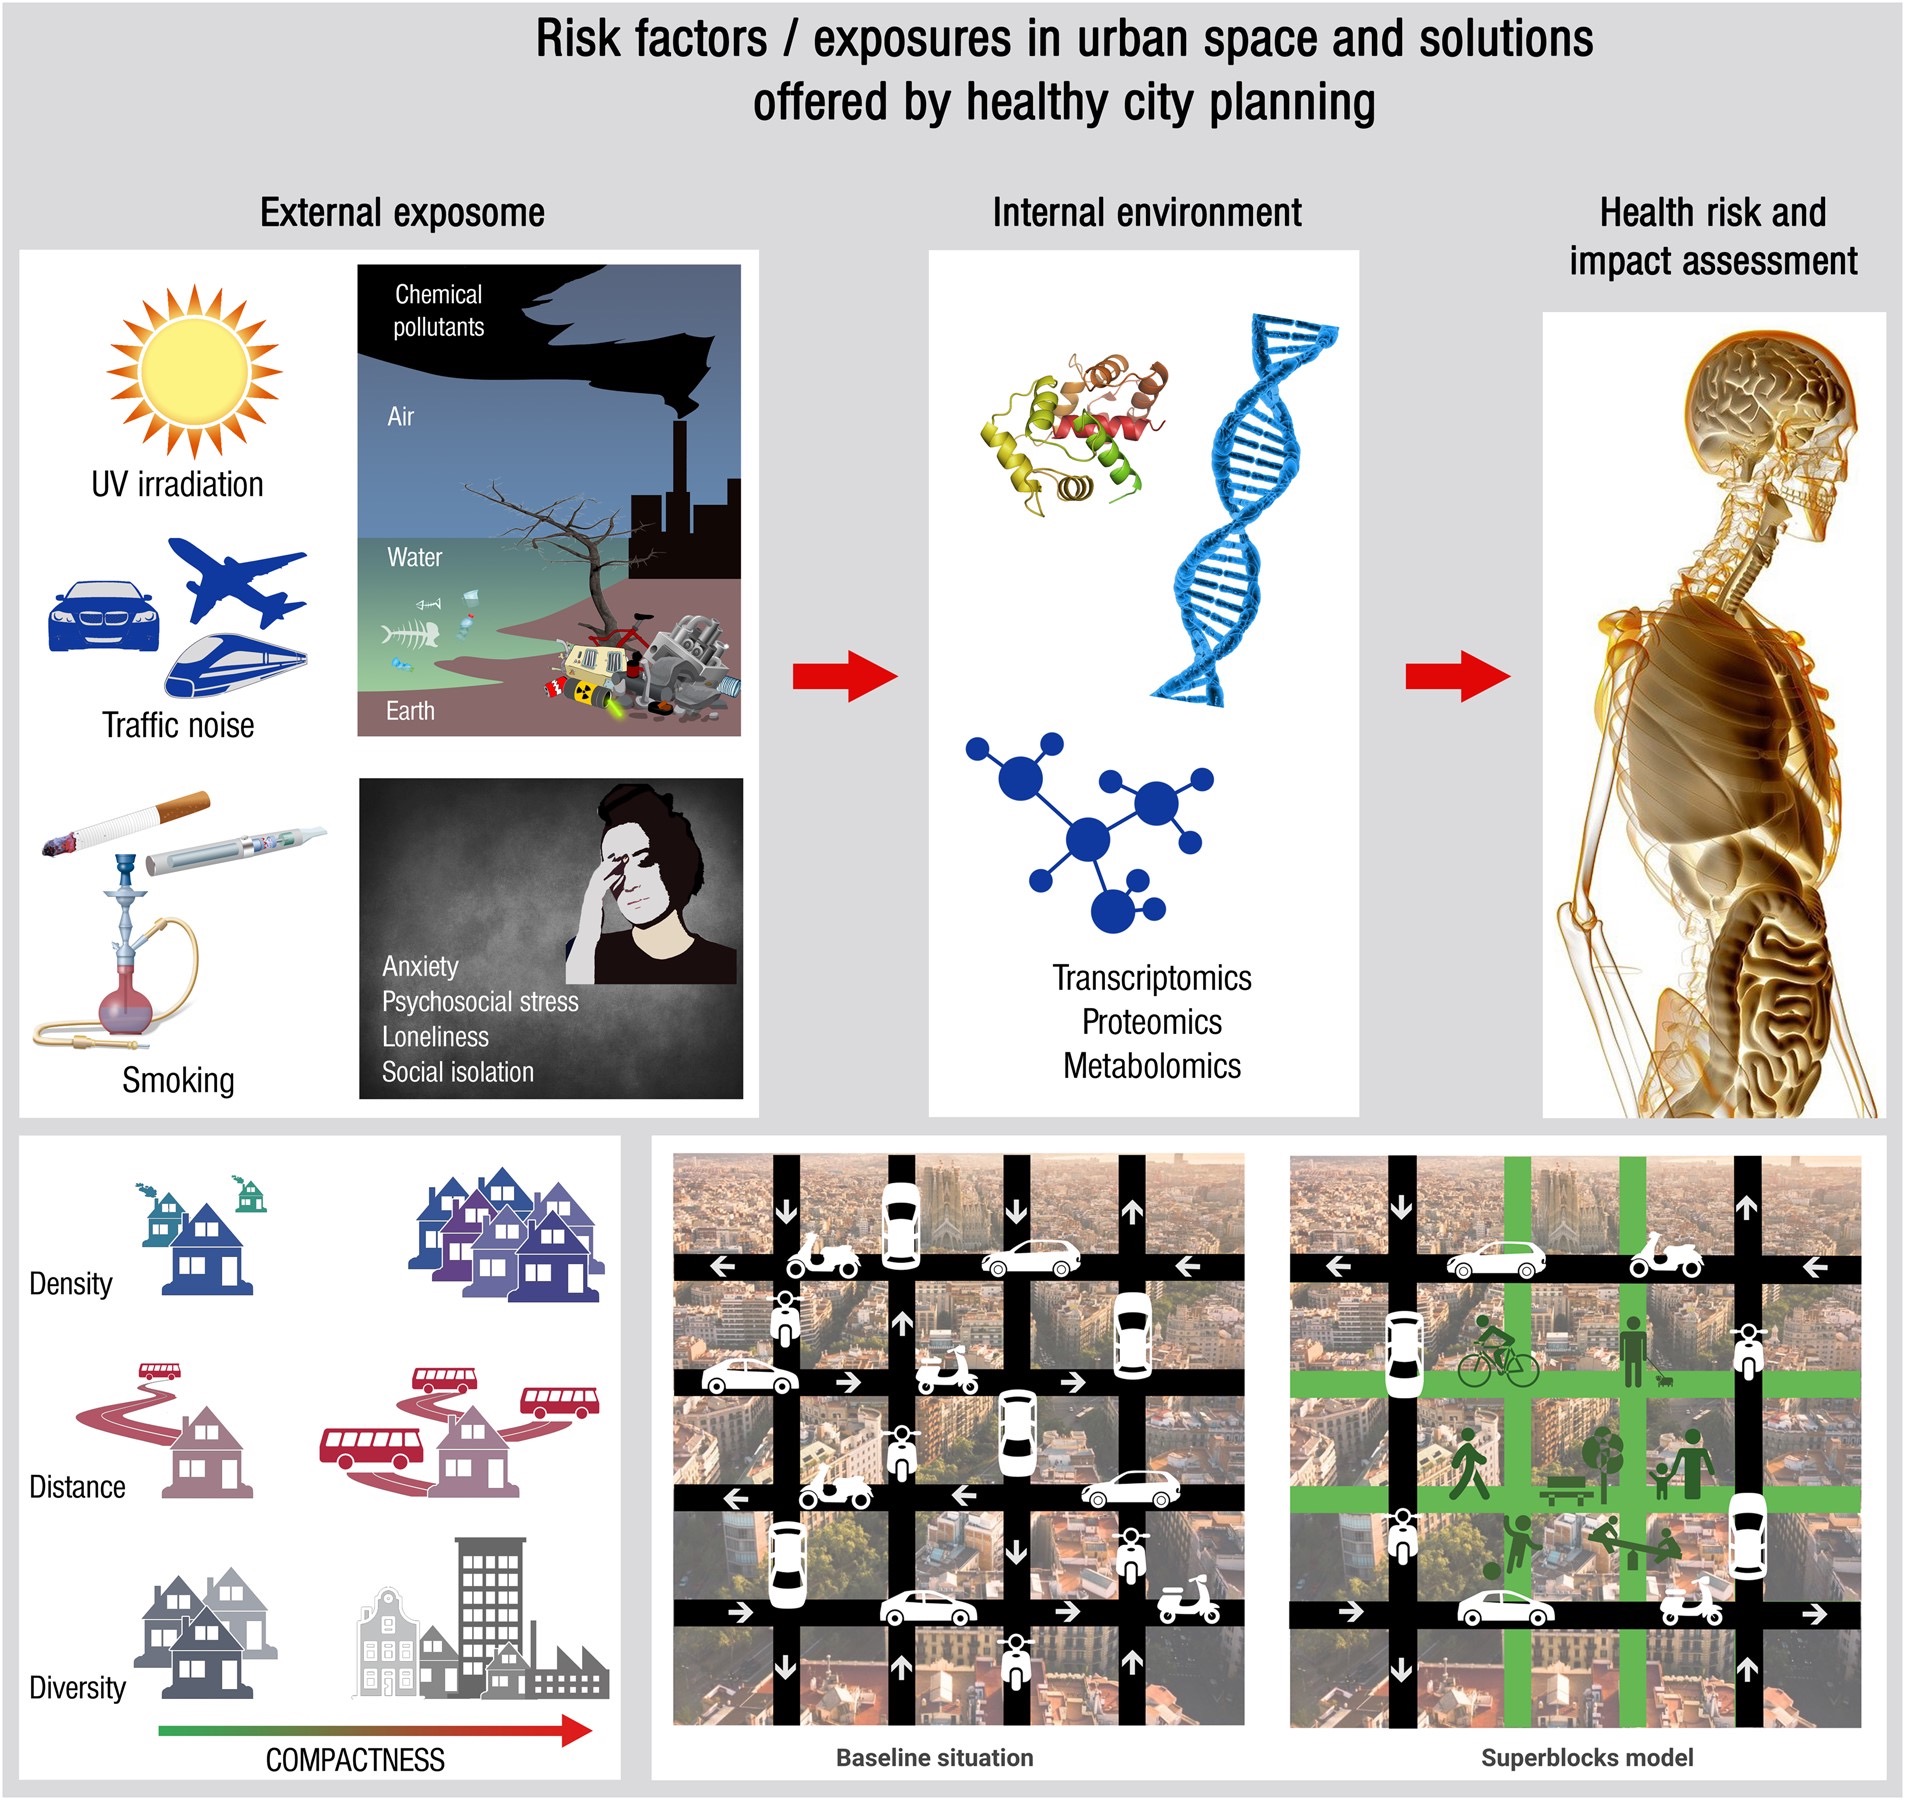 Risk factors / exposures in urban space and solutions
offered by healthy city planning
External exposome
Internal environment
Health risk and
impact assessment
UV irradiation
Traffic noise
Smoking
Chemical
pollutants
Air
Water
Earth
Anxiety
Psychosocial stress
Loneliness
Social isolation
Transcriptomics
Proteomics
Metabolomics
Density
Distance
Diversity
COMPACTNESS
Baseline situation
Superblocks model